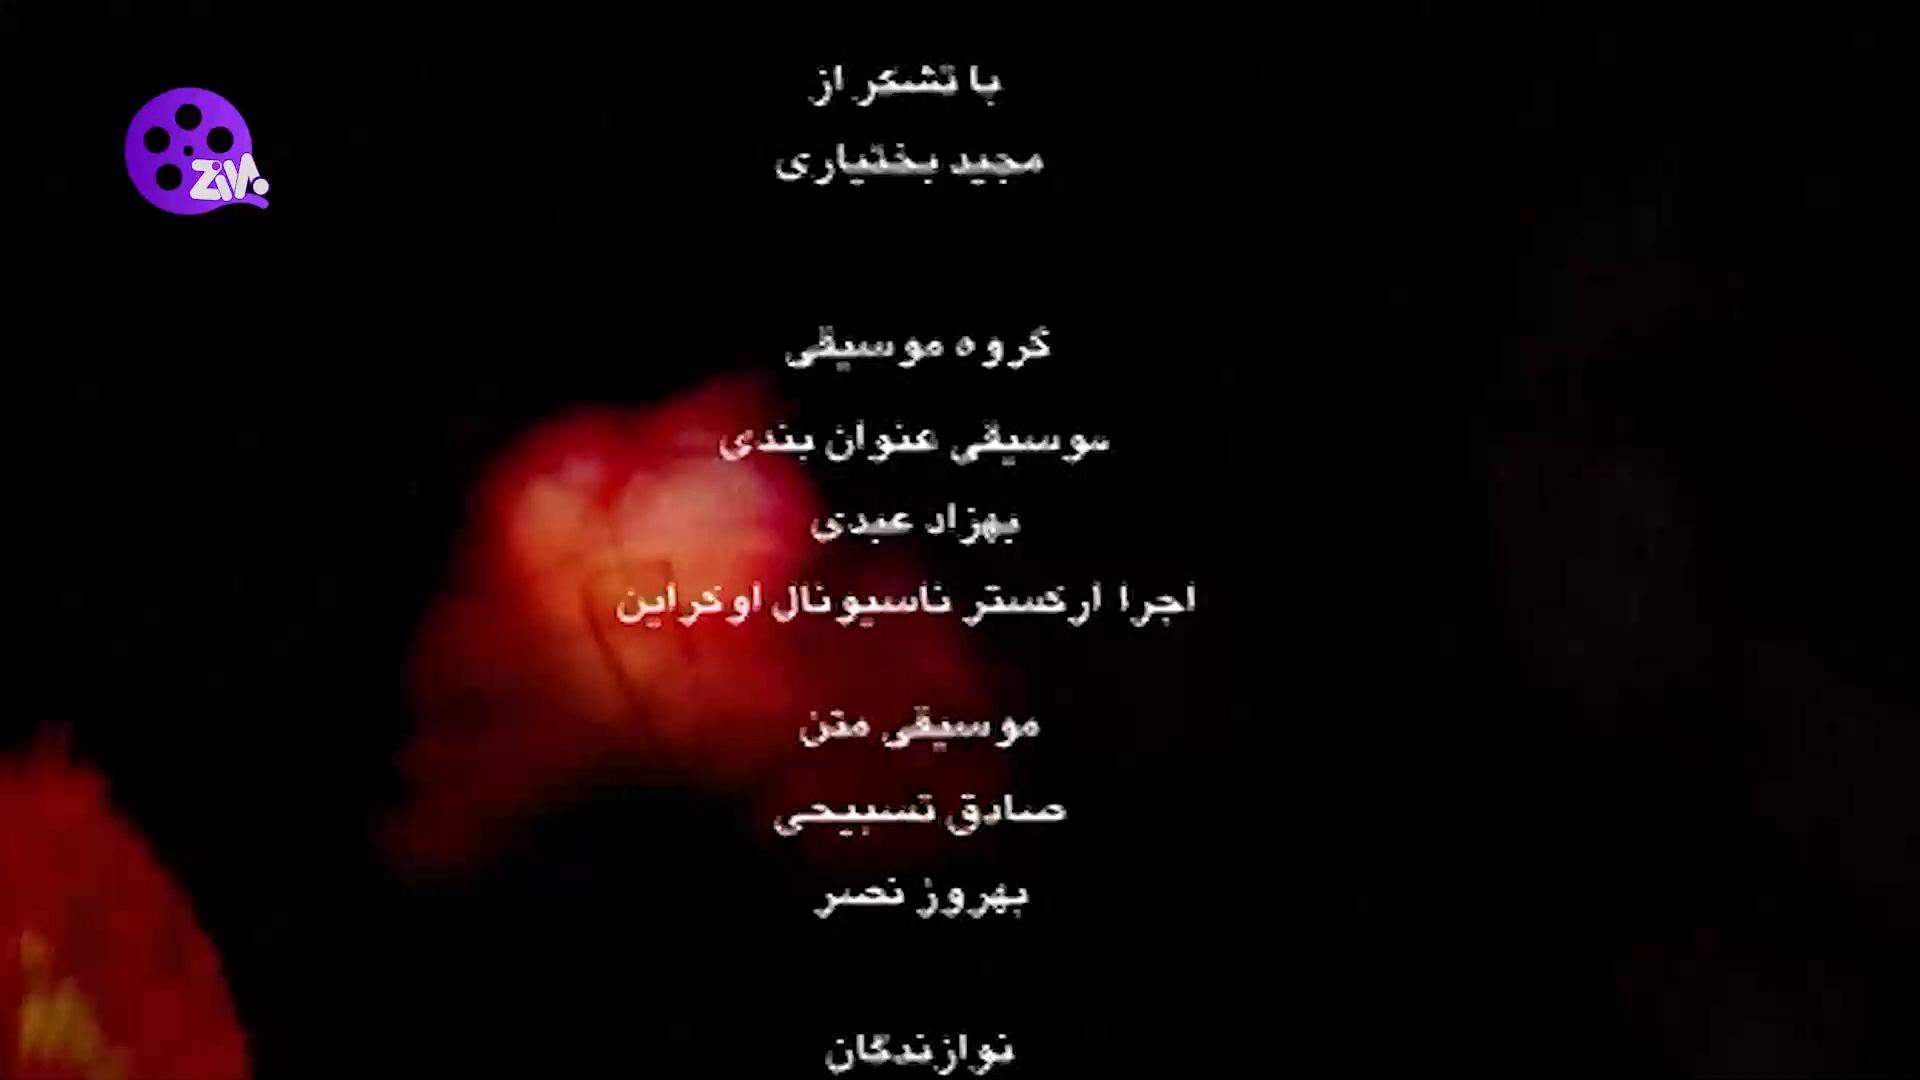 با تشکر از
مجید بختیاری
ZiMo
گروه موسیقی
موسیقی عنوان بندی
بهزاد عبدی
اجرا ارکستر ناسیونال اوکراین
موسیقی متن
صادق تسبیحی
بهروز نصر
نوازندگان